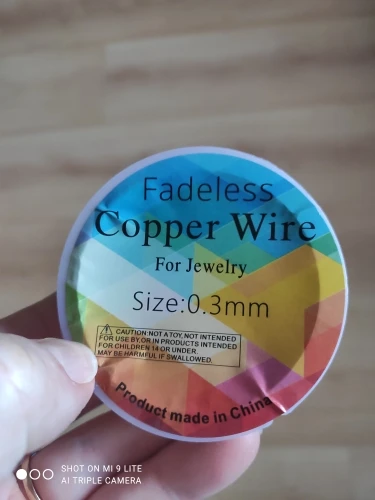 Fadeless
Copper Wire
For Jewelry
Size:0.3mm
CAUTION:NOT A TOY, NOT INTENDED
FOR USE BY,OR IN PRODUCTS INTENDED
FOR CHILDREN 14 OR UNDER.
MAY BE HARMFUL IF SWALLOWED.
Product made in China
SHOT ON MI 9 LITE
AI TRIPLE CAMERA